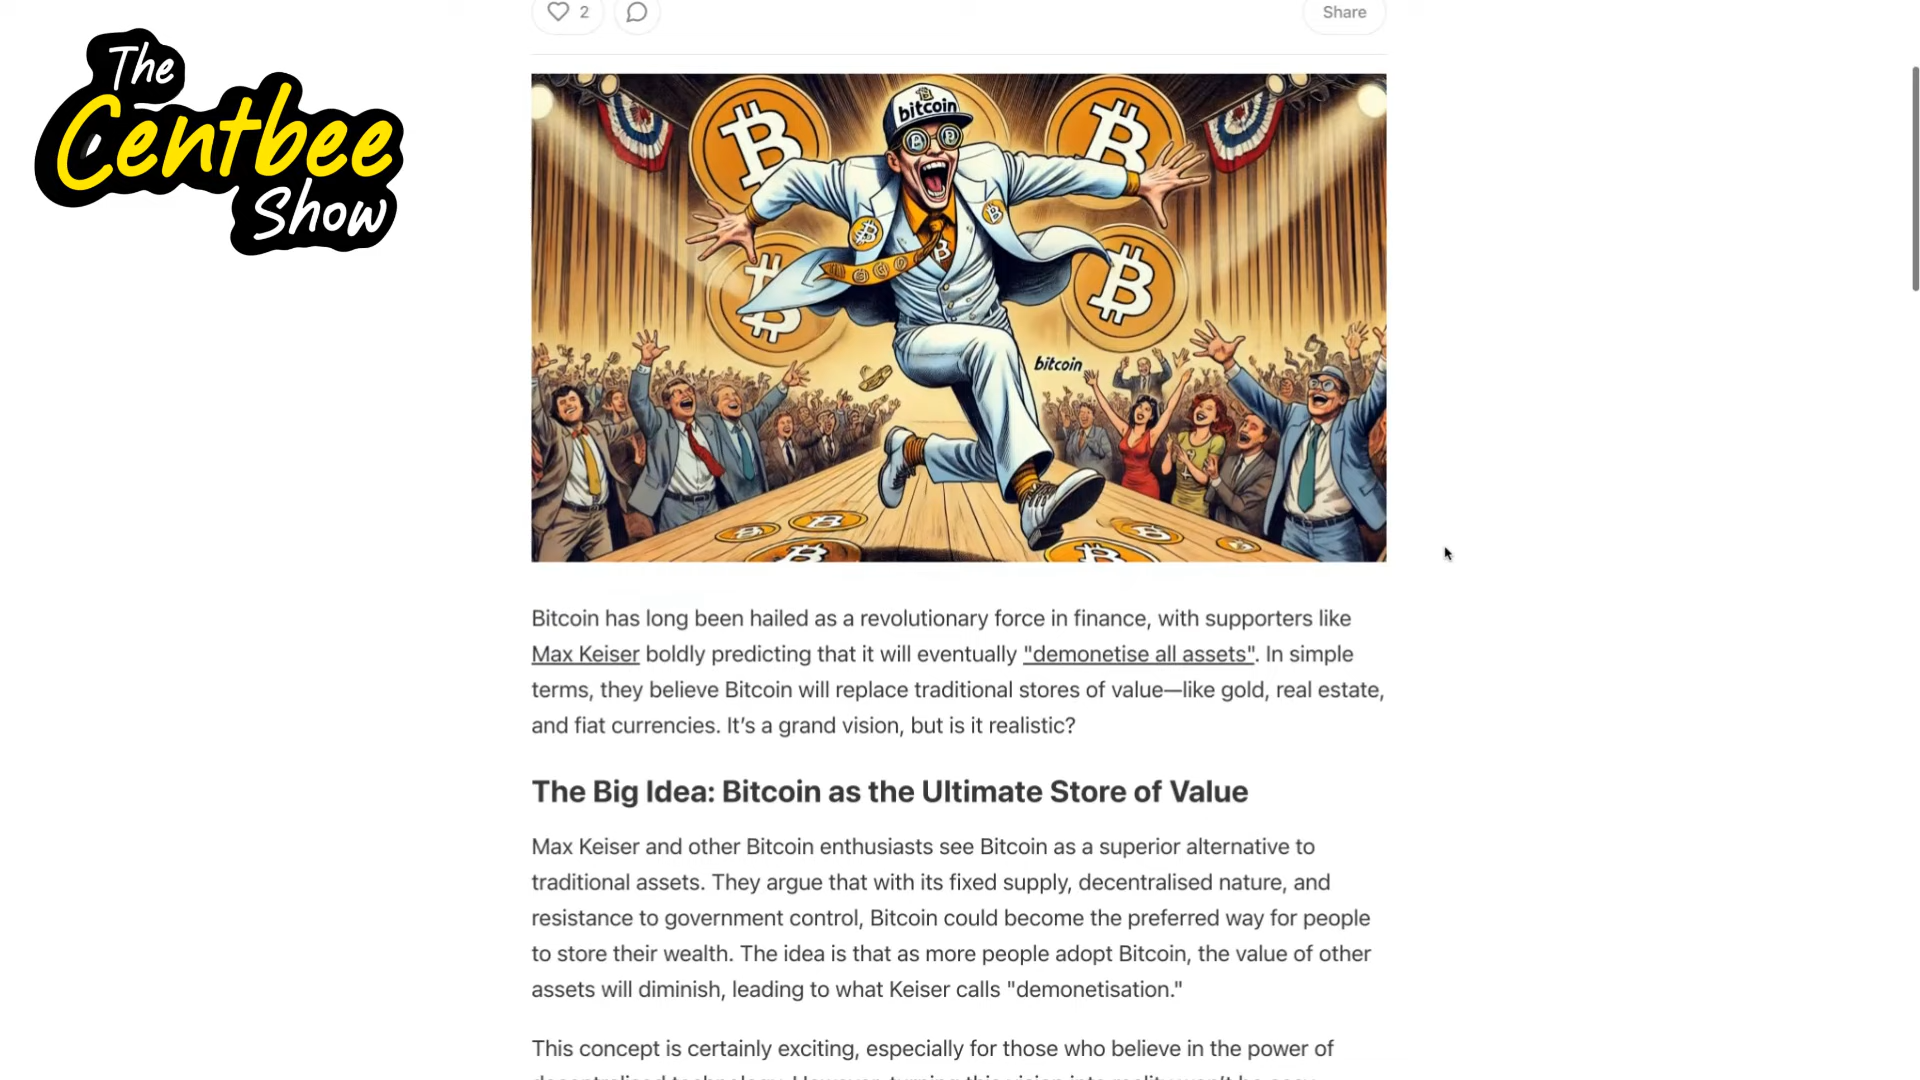 2
Share
The
Centbee
Show
bitcoin
bitcoin
Bitcoin has long been hailed as a revolutionary force in finance, with supporters like
Max Keiser boldly predicting that it will eventually "demonetise all assets". In simple
terms, they believe Bitcoin will replace traditional stores of value—like gold, real estate,
and fiat currencies. It's a grand vision, but is it realistic?
The Big Idea: Bitcoin as the Ultimate Store of Value
Max Keiser and other Bitcoin enthusiasts see Bitcoin as a superior alternative to
traditional assets. They argue that with its fixed supply, decentralised nature, and
resistance to government control, Bitcoin could become the preferred way for people
to store their wealth. The idea is that as more people adopt Bitcoin, the value of other
assets will diminish, leading to what Keiser calls "demonetisation."
This concept is certainly exciting, especially for those who believe in the power of